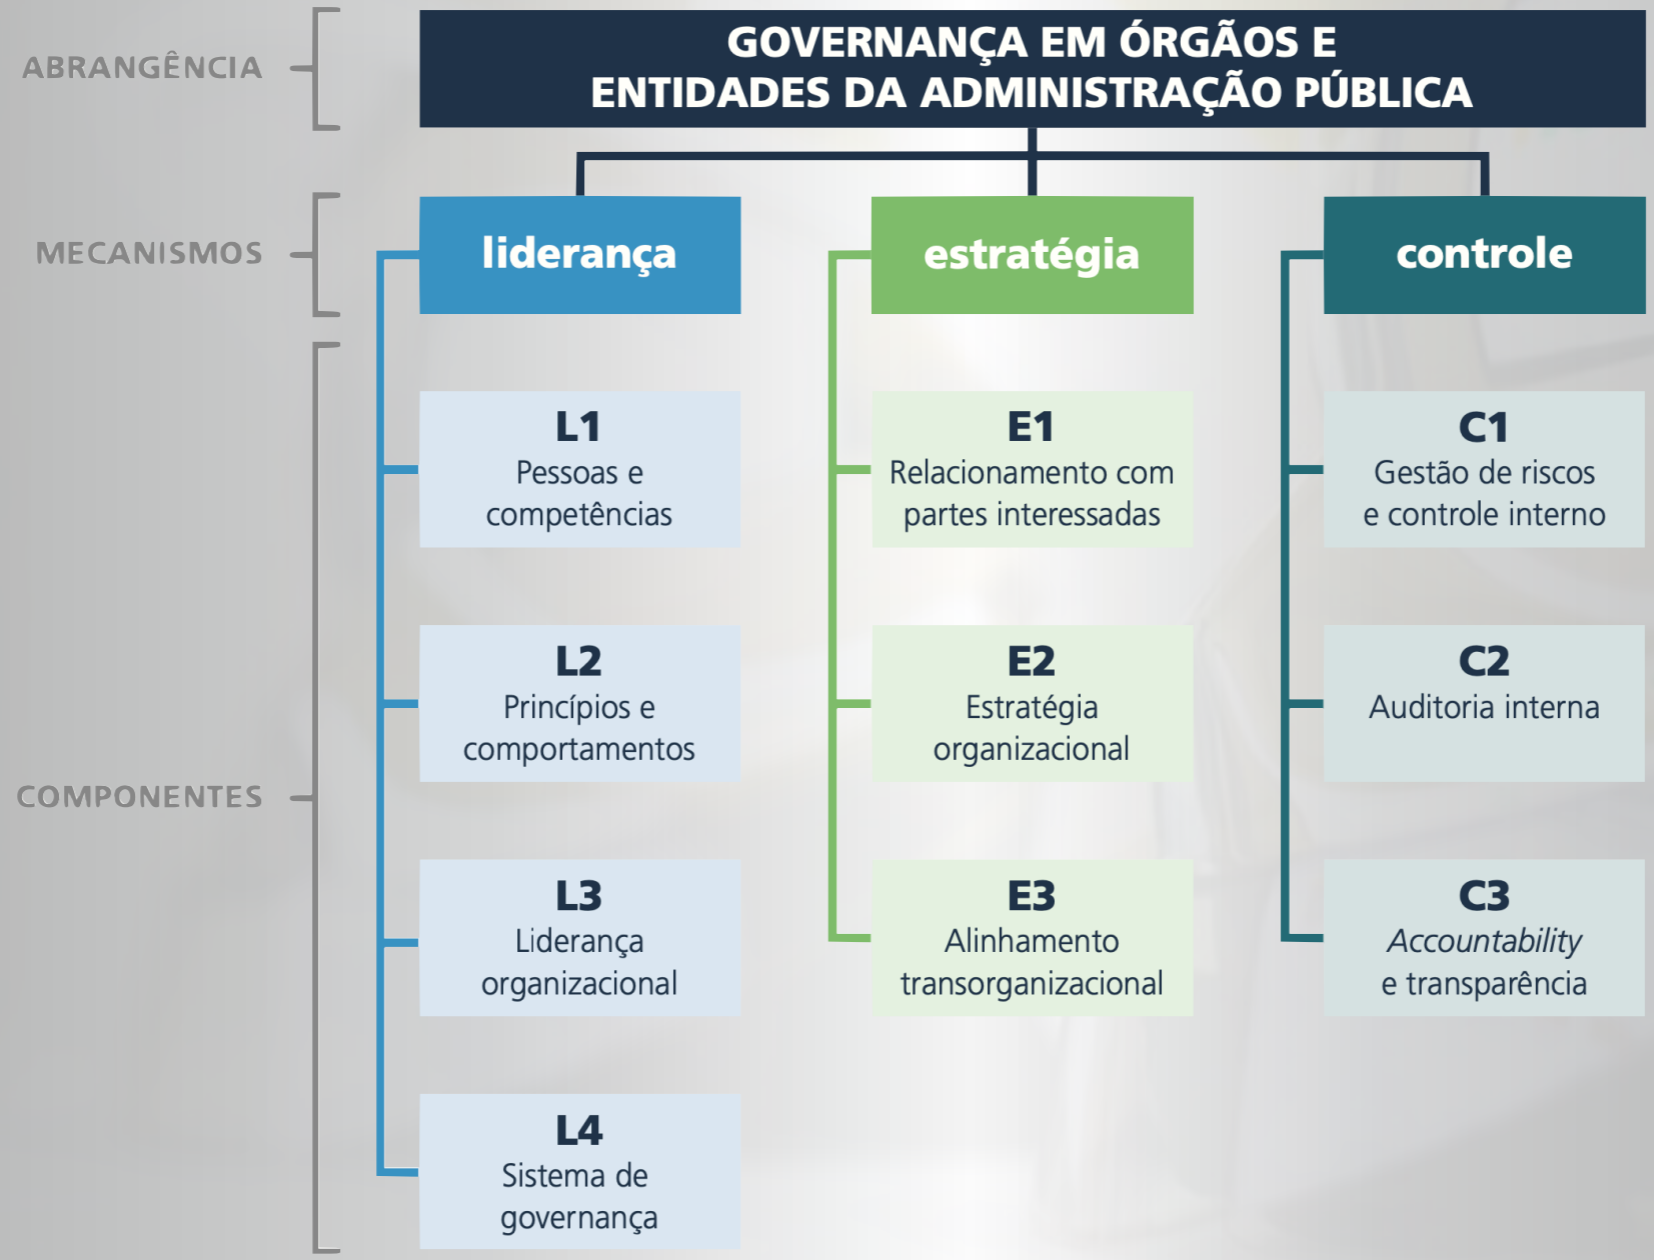 ABRANGÊNCIA
GOVERNANÇA EM ÓRGÃOS E
ENTIDADES DA ADMINISTRAÇÃO PÚBLICA
MECANISMOS
liderança
estratégia
controle
COMPONENTES
L1
Pessoas e
competências
L2
Princípios e
comportamentos
L3
Liderança
organizacional
L4
Sistema de
governança
E1
Relacionamento com
partes interessadas
E2
Estratégia
organizacional
E3
Alinhamento
transorganizacional
C1
Gestão de riscos
e controle interno
C2
Auditoria interna
C3
Accountability
e transparência